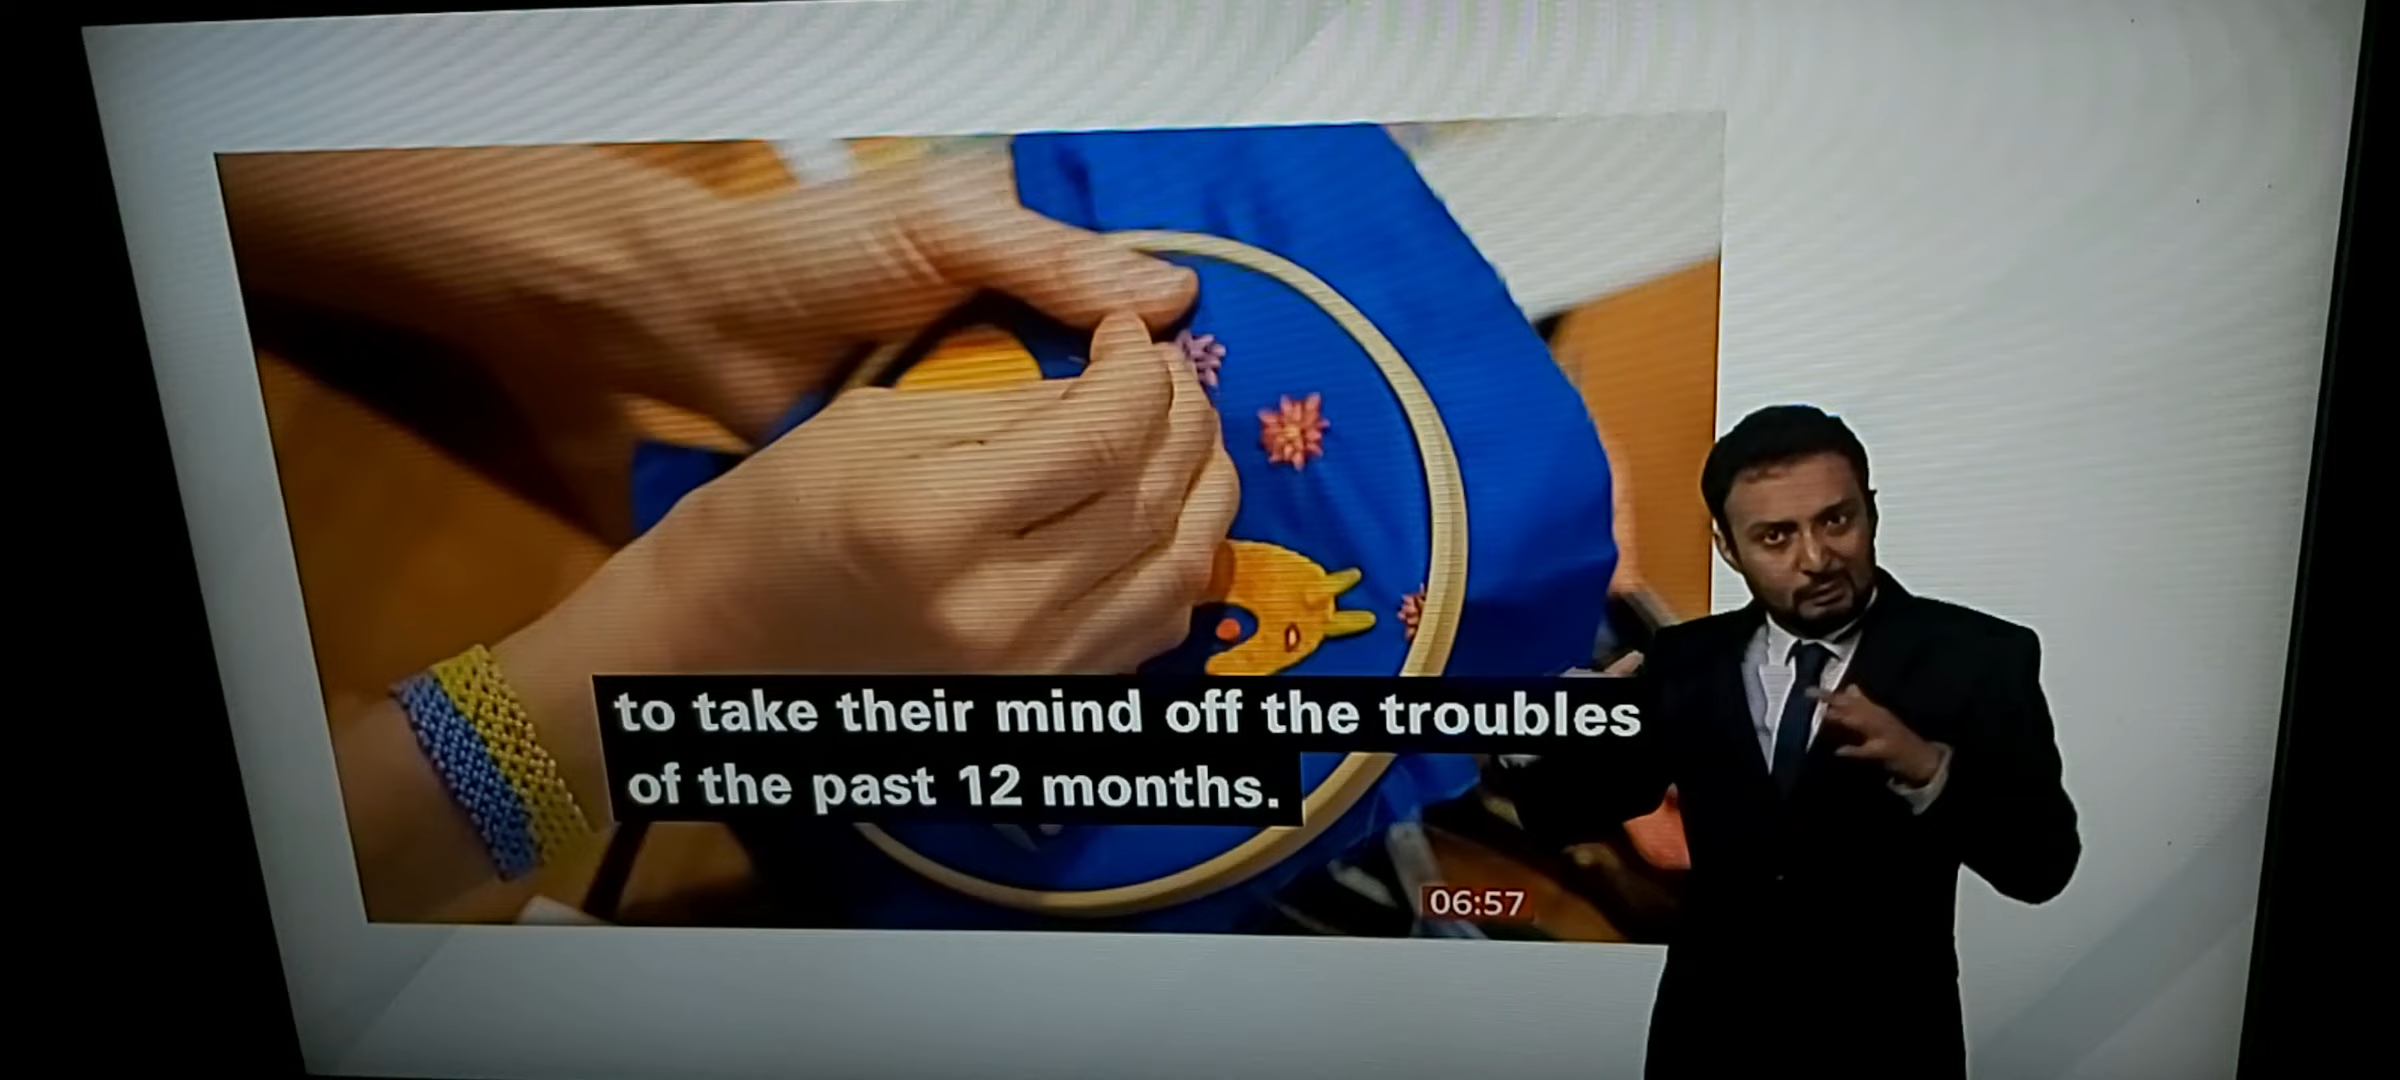 to take their mind off the troubles
of the past 12 months.
06:57